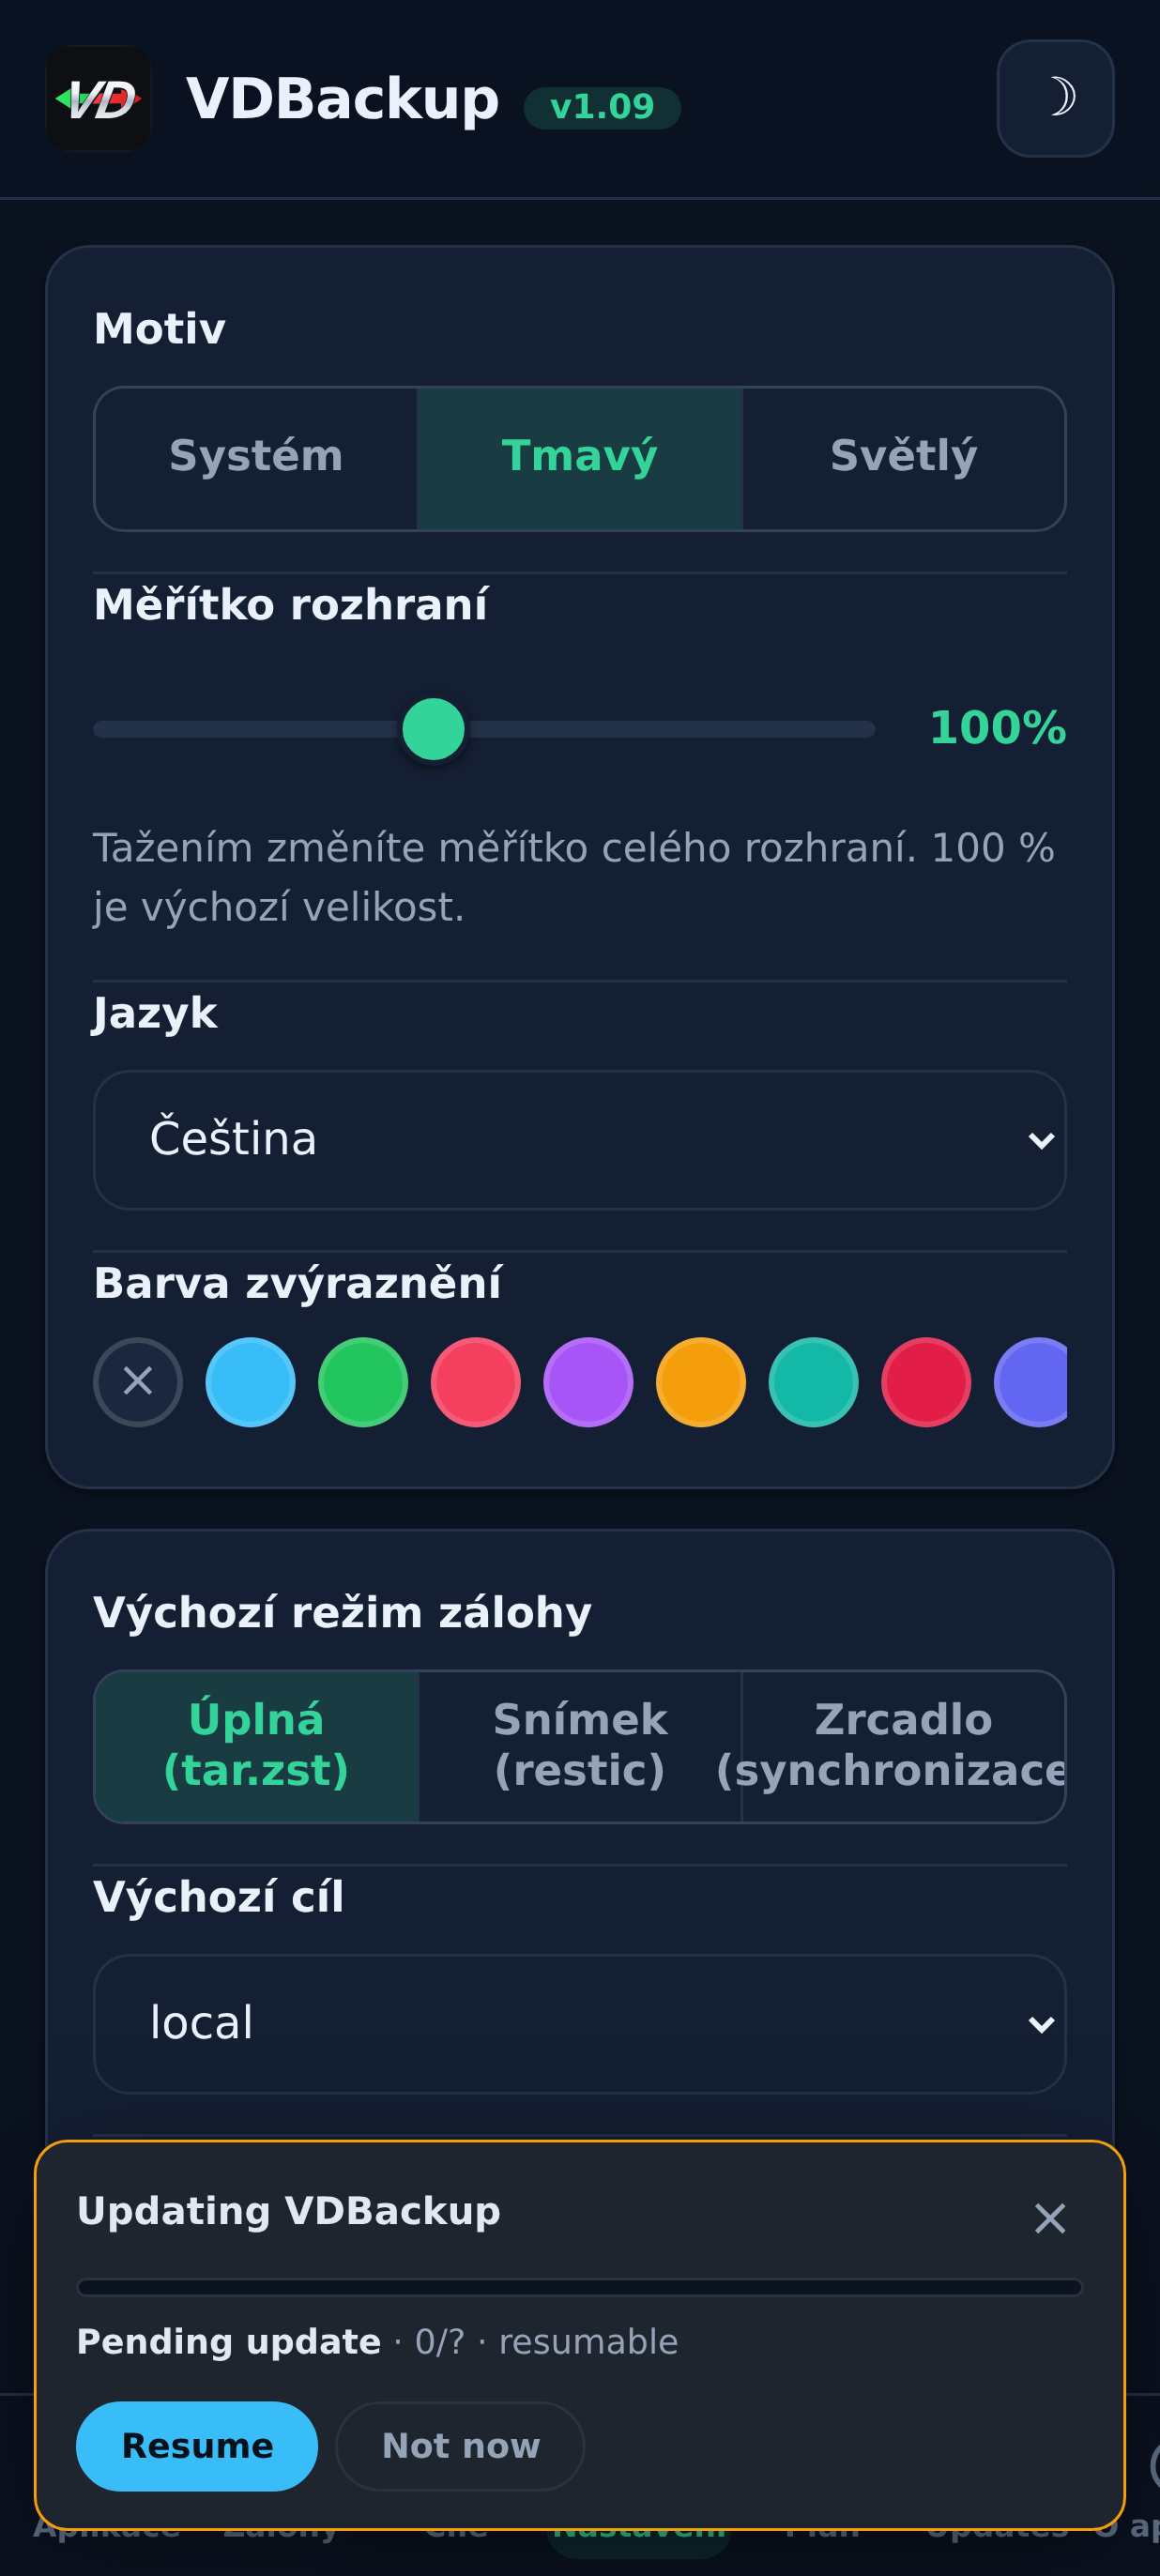 VD
VDBackup v1.09
Motiv
Systém Tmavý Světlý
Měřítko rozhraní
100%
Tažením změníte měřítko celého rozhraní. 100 %
je výchozí velikost.
Jazyk
Čeština
Barva zvýraznění
Výchozí režim zálohy
Úplná
(tar.zst)
Snímek
(restic)
Zrcadlo
(synchronizace
Výchozí cíl
local
Updating VDBackup
Pending update · 0/? · resumable
Resume Not now